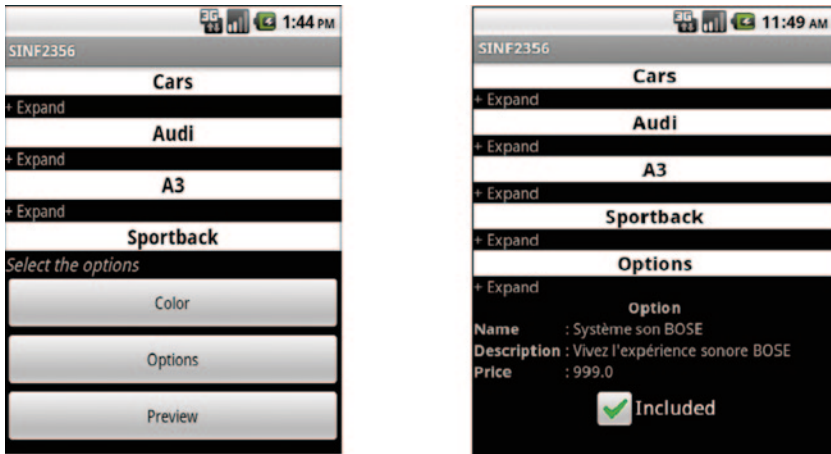 3G 1:44 PM
SINF2356
Cars
+ Expand
Audi
+ Expand
A3
+ Expand
Sportback
Select the options
Color
Options
Preview
3G 11:49 AM
SINF2356
Cars
+ Expand
Audi
+ Expand
A3
+ Expand
Sportback
+ Expand
Options
+ Expand
Option
Name : Système son BOSE
Description : Vivez l'expérience sonore BOSE
Price : 999.0
Included